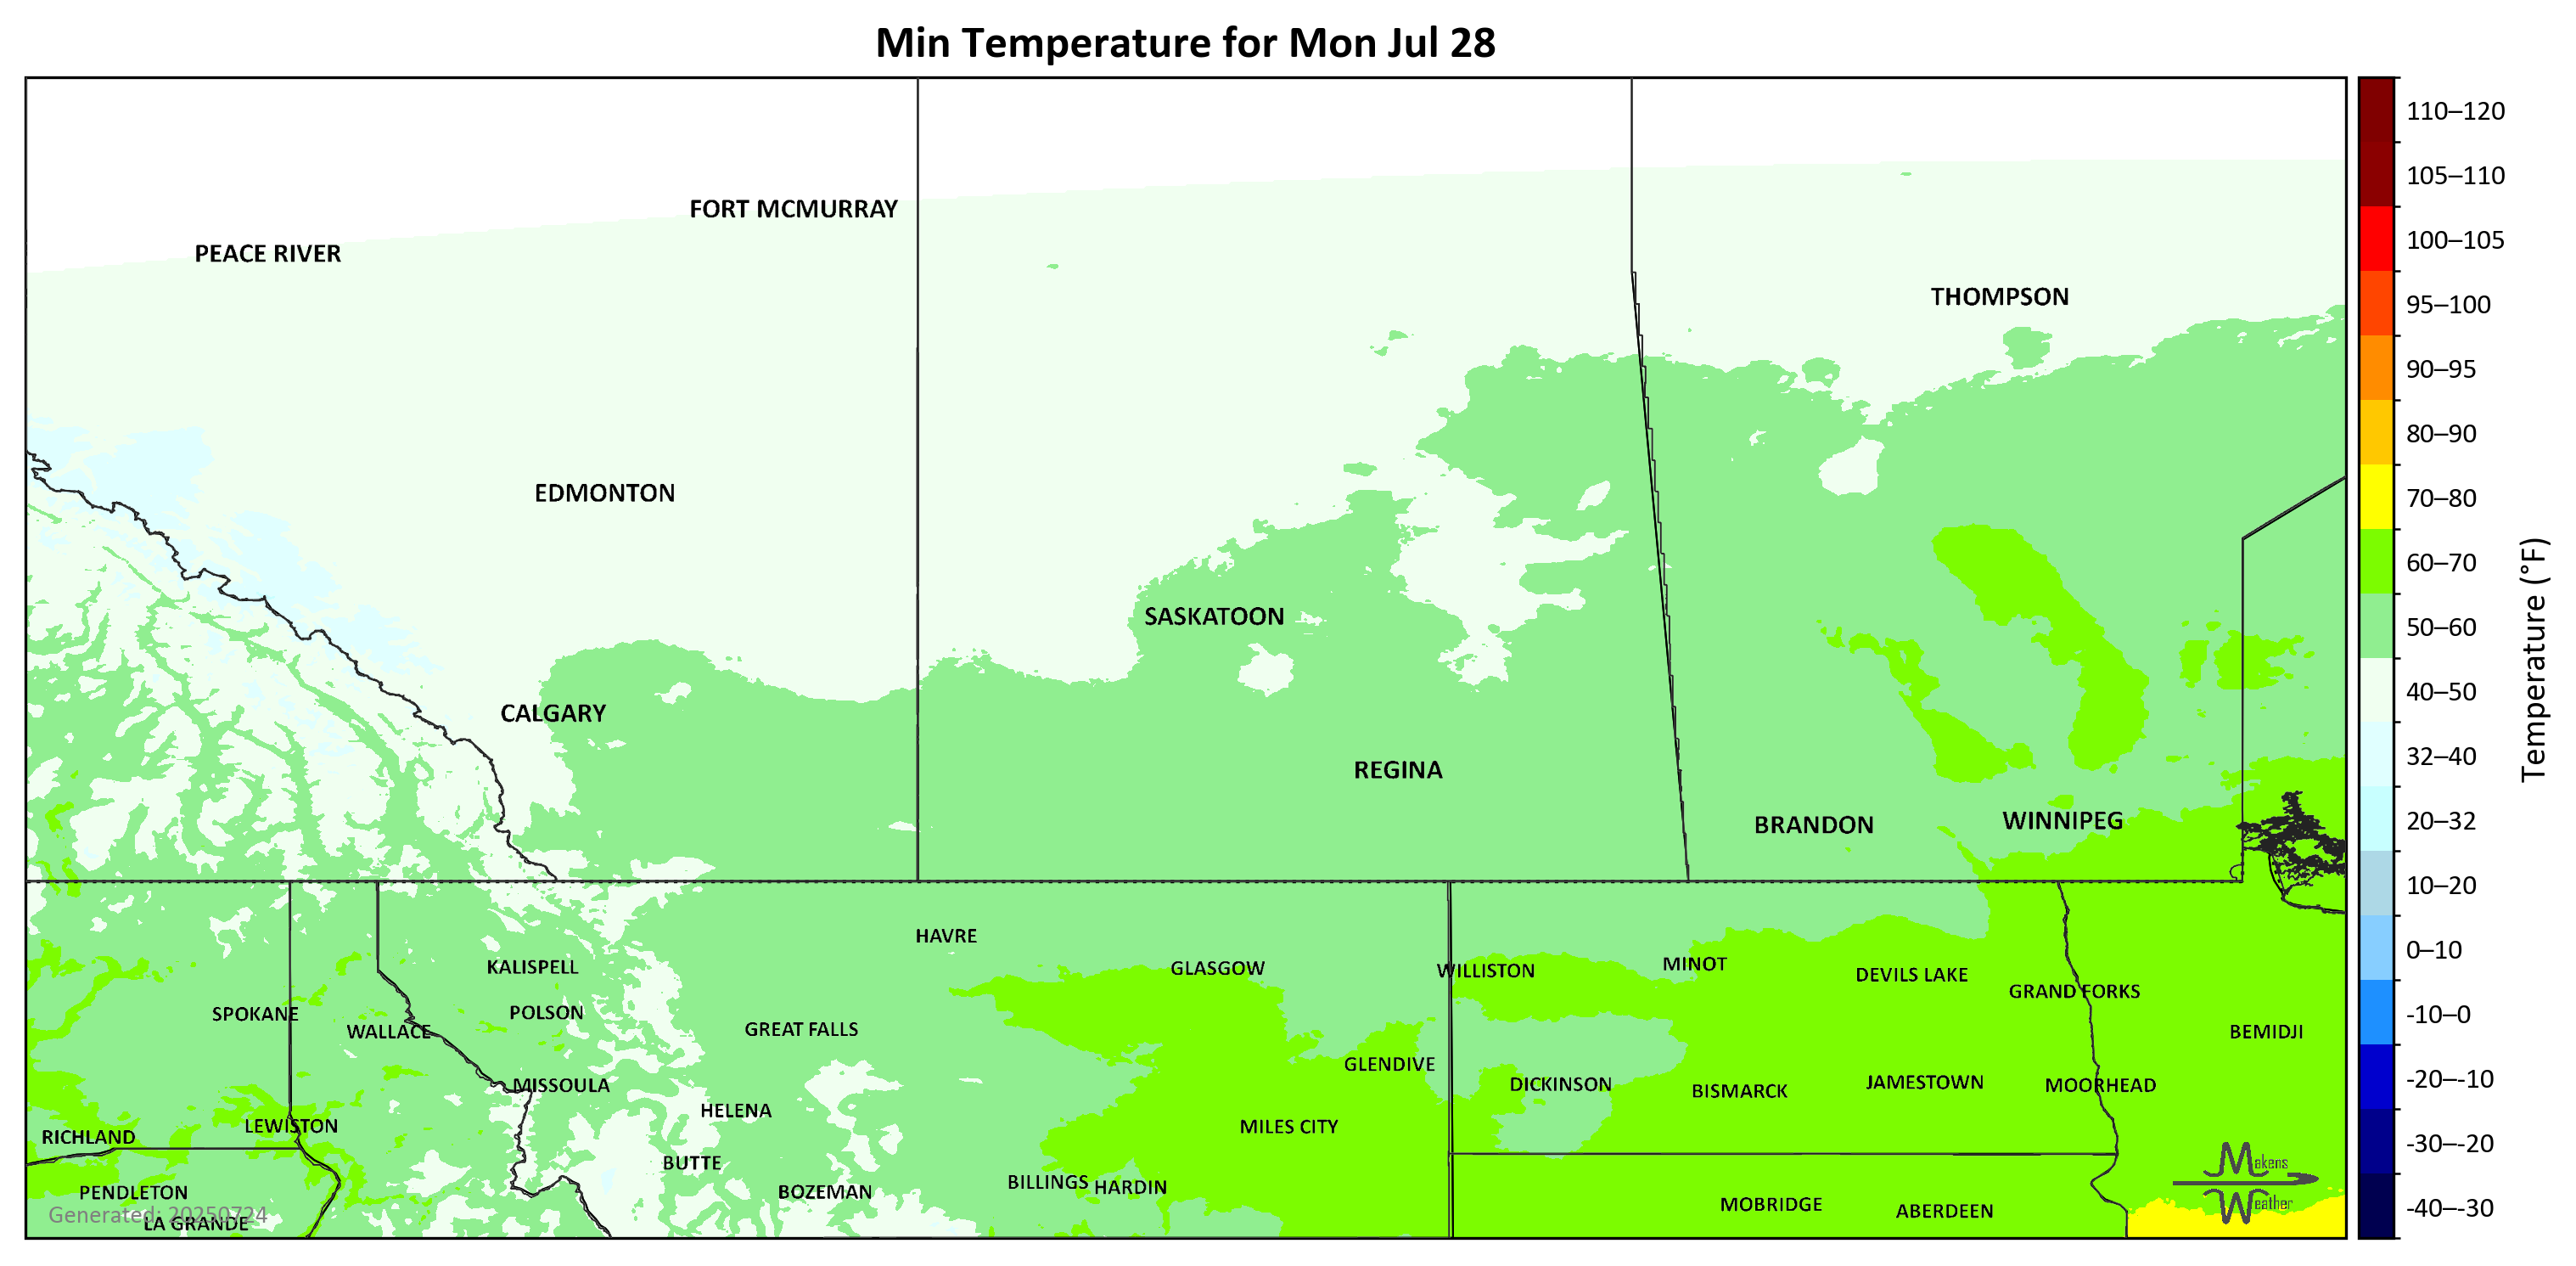 Min Temperature for Mon Jul 28
110–120
105–110
100–105
95–100
90–95
80–90
70–80
60–70
50–60
40–50
32–40
20–32
10–20
0–10
-10–0
-20–-10
-30–-20
-40–-30
Temperature (°F)
FORT MCMURRAY
PEACE RIVER
THOMPSON
EDMONTON
SASKATOON
CALGARY
REGINA
BRANDON
WINNIPEG
HAVRE
KALISPELL
GLASGOW
WILLISTON
MINOT
DEVILS LAKE
GRAND FORKS
SPOKANE
POLSON
WALLACE
GREAT FALLS
BEMIDJI
GLENDIVE
MISSOULA
DICKINSON
BISMARCK
JAMESTOWN
MOORHEAD
HELENA
LEWISTON
MILES CITY
RICHLAND
BUTTE
BILLINGS
HARDIN
BOZEMAN
PENDLETON
MOBRIDGE
ABERDEEN
Generated: 20250724
LA GRANDE
Makens
Weather